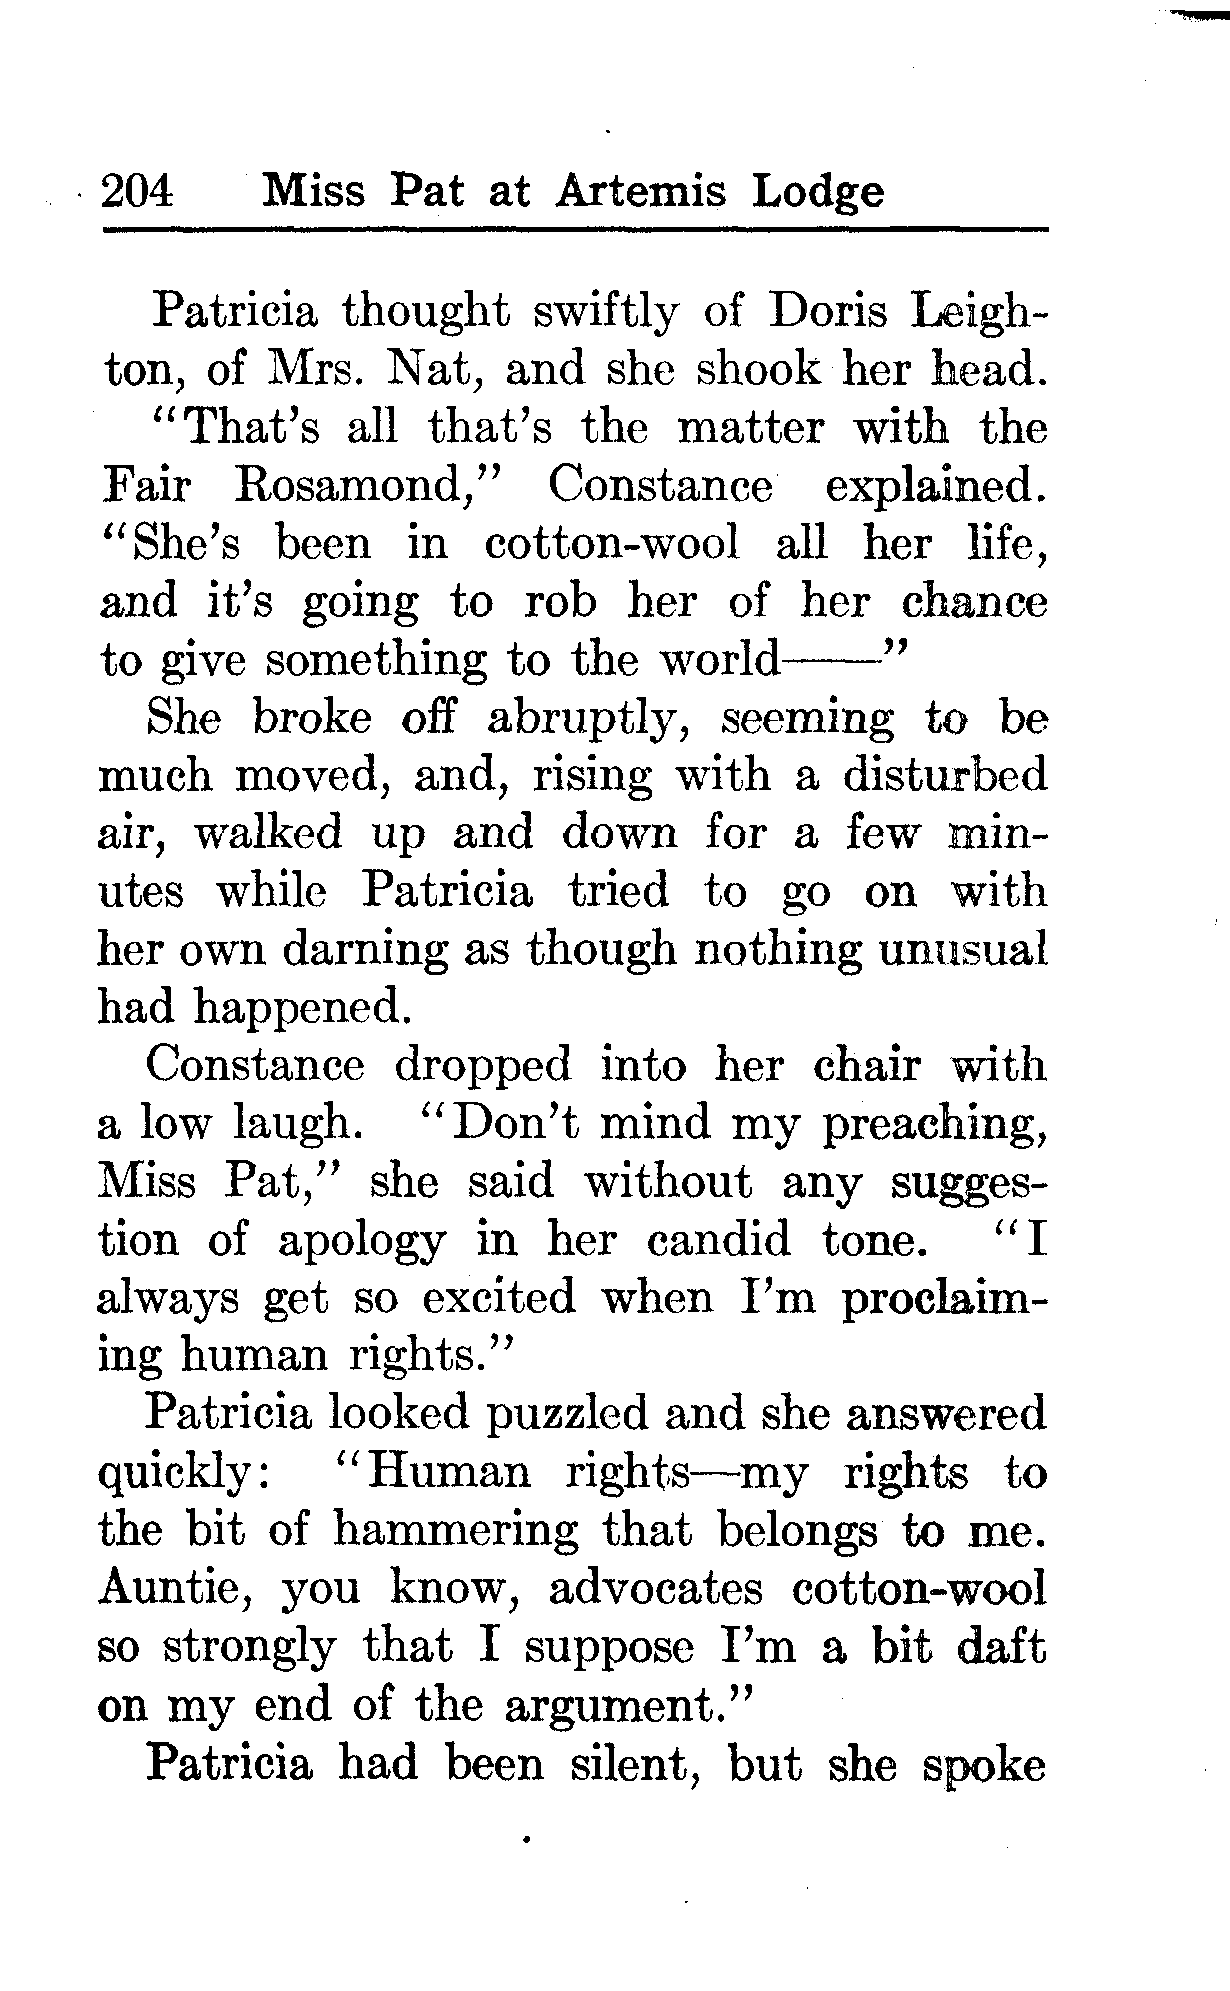 204 Miss Pat at Artemis Lodge
Patricia thought swiftly of Doris Leigh-
ton, of Mrs. Nat, and she shook her head.
"That's all that's the matter with the
Fair Rosamond," Constance explained.
"She's been in cotton-wool all her life,
and it's going to rob her of her chance
to give something to the world——"
She broke off abruptly, seeming to be
much moved, and, rising with a disturbed
air, walked up and down for a few min-
utes while Patricia tried to go on with
her own darning as though nothing unusual
had happened.
Constance dropped into her chair with
a low laugh. "Don't mind my preaching,
Miss Pat," she said without any sugges-
tion of apology in her candid tone. "I
always get so excited when I'm proclaim-
ing human rights."
Patricia looked puzzled and she answered
quickly: "Human rights—my rights to
the bit of hammering that belongs to me.
Auntie, you know, advocates cotton-wool
so strongly that I suppose I'm a bit daft
on my end of the argument."
Patricia had been silent, but she spoke